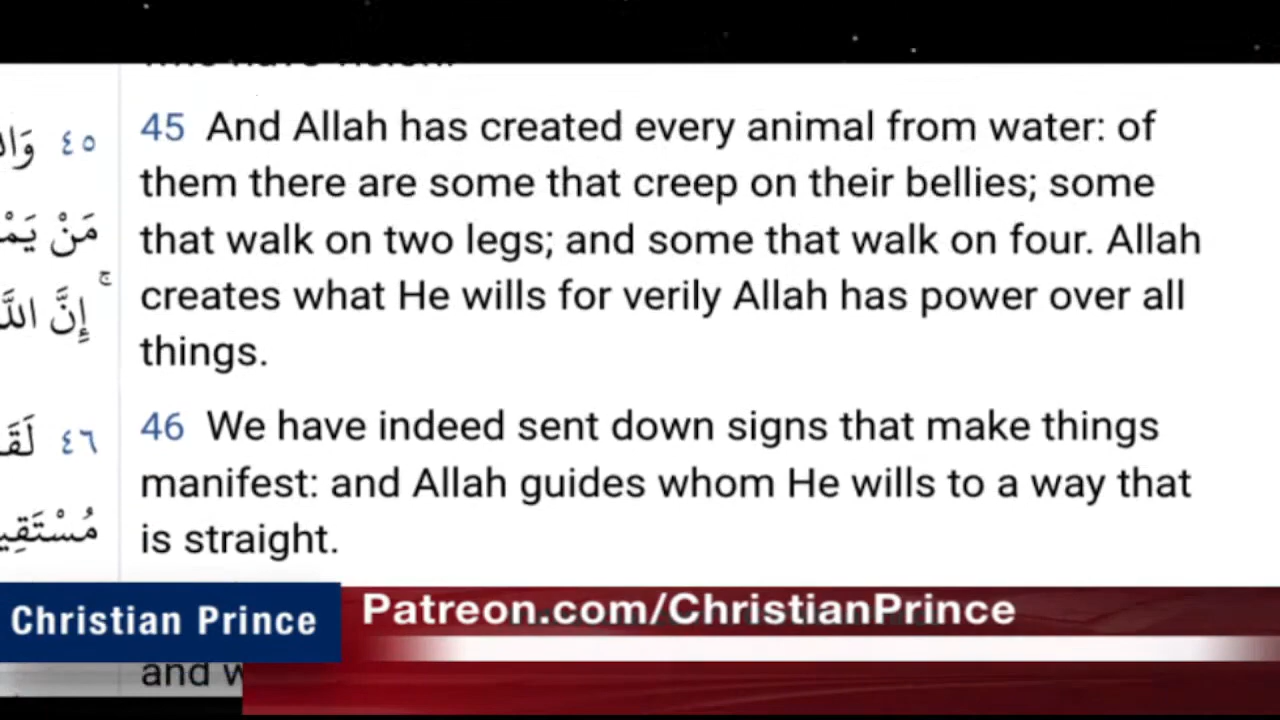 45 And Allah has created every animal from water: of
them there are some that creep on their bellies; some
that walk on two legs; and some that walk on four. Allah
creates what He wills for verily Allah has power over all
things.
46 We have indeed sent down signs that make things
manifest: and Allah guides whom He wills to a way that
is straight.
٤٥
مَنْ
إِنَّ
٤٦
Christian Prince
Patreon.com/ChristianPrince
and